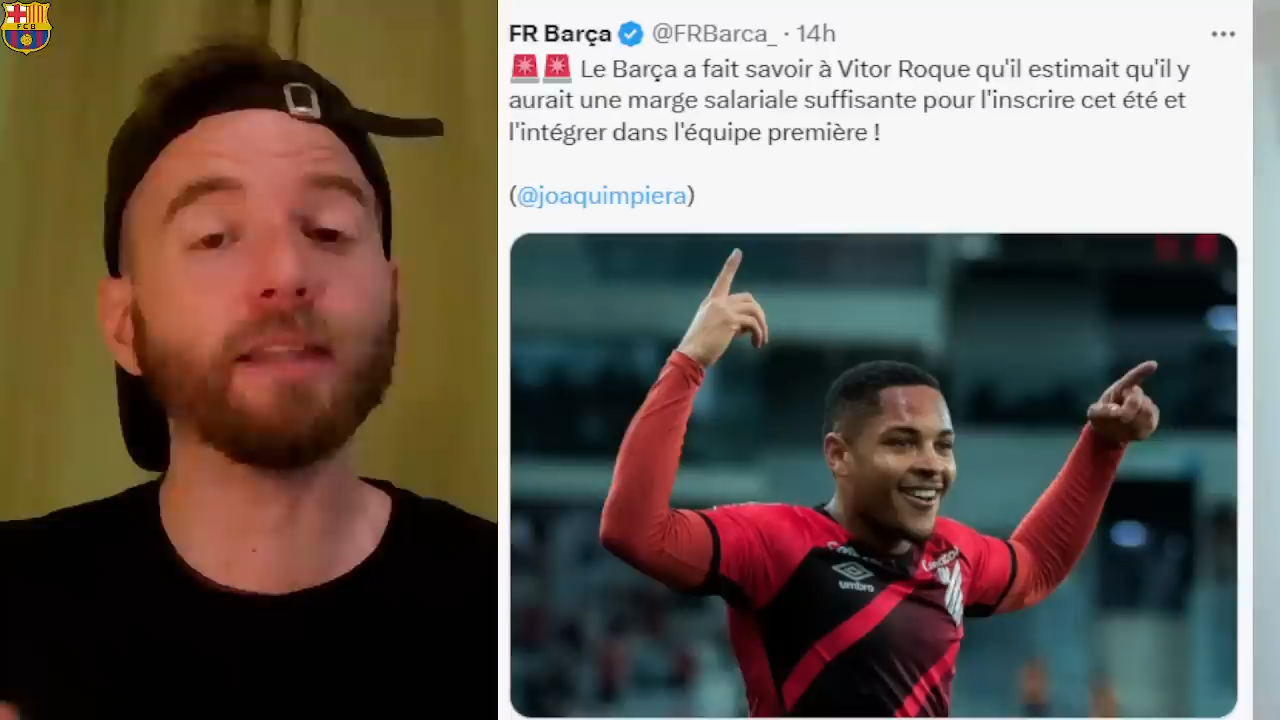 FCB
FR Barça @FRBarca_ · 14h
🚨🚨 Le Barça a fait savoir à Vitor Roque qu'il estimait qu'il y
aurait une marge salariale suffisante pour l'inscrire cet été et
l'intégrer dans l'équipe première !
(@joaquimpiera)
umbro